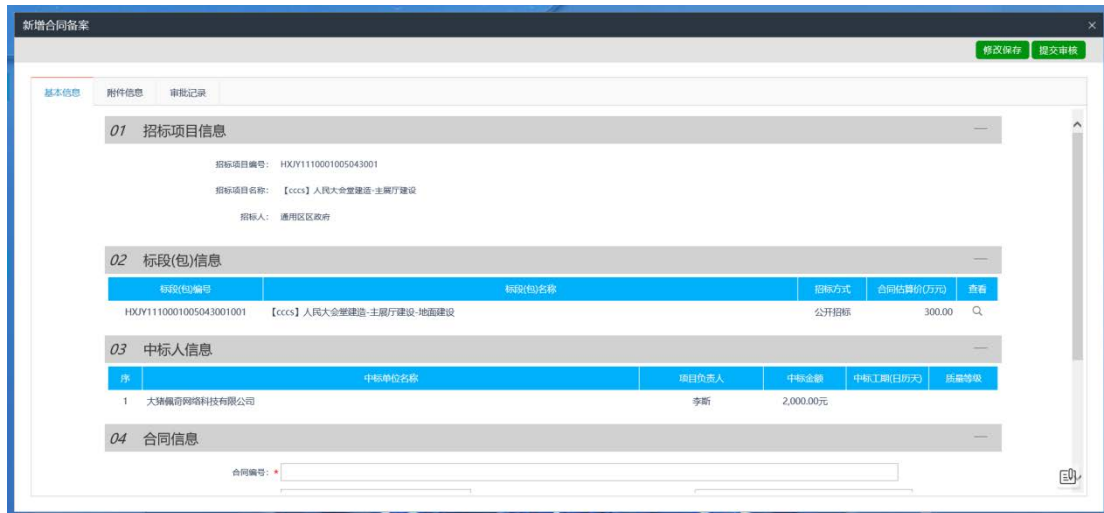 新增合同备案
修改保存 提交审核
基本信息 附件信息 审批记录
01 招标项目信息
招标项目编号: HXJY1110001005043001
招标项目名称: 【cccs】人民大会堂建造-主展厅建设
招标人: 通用区区政府
02 标段(包)信息
标段(包)编号 标段(包)名称 招标方式 合同估算价(万元) 查看
HXJY1110001005043001001 【cccs】人民大会堂建造-主展厅建设-地面建设 公开招标 300.00
03 中标人信息
序 中标单位名称 项目负责人 中标金额 中标工期(日历天) 质量等级
1 大猪佩奇网络科技有限公司 李斯 2,000.00元
04 合同信息
合同编号: *